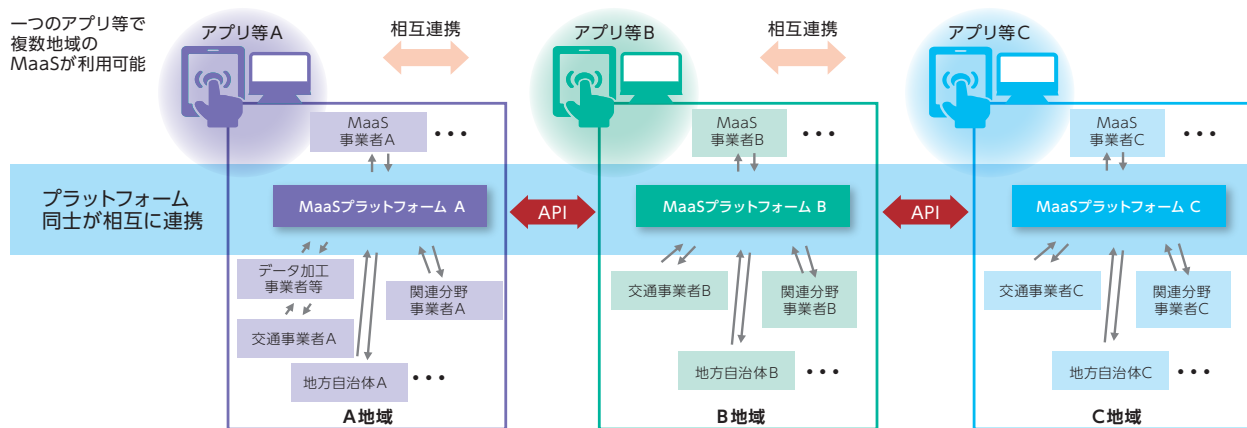 一つのアプリ等で
複数地域の
MaaSが利用可能
アプリ等A
相互連携
アプリ等B
相互連携
アプリ等C
MaaS
事業者A
・・・
MaaS
事業者B
・・・
MaaS
事業者C
・・・
プラットフォーム
同士が相互に連携
MaaSプラットフォーム A
API
MaaSプラットフォーム B
API
MaaSプラットフォーム C
データ加工
事業者等
関連分野
事業者A
交通事業者A
地方自治体A
・・・
交通事業者B
関連分野
事業者B
地方自治体B
・・・
交通事業者C
関連分野
事業者C
地方自治体C
・・・
A地域
B地域
C地域